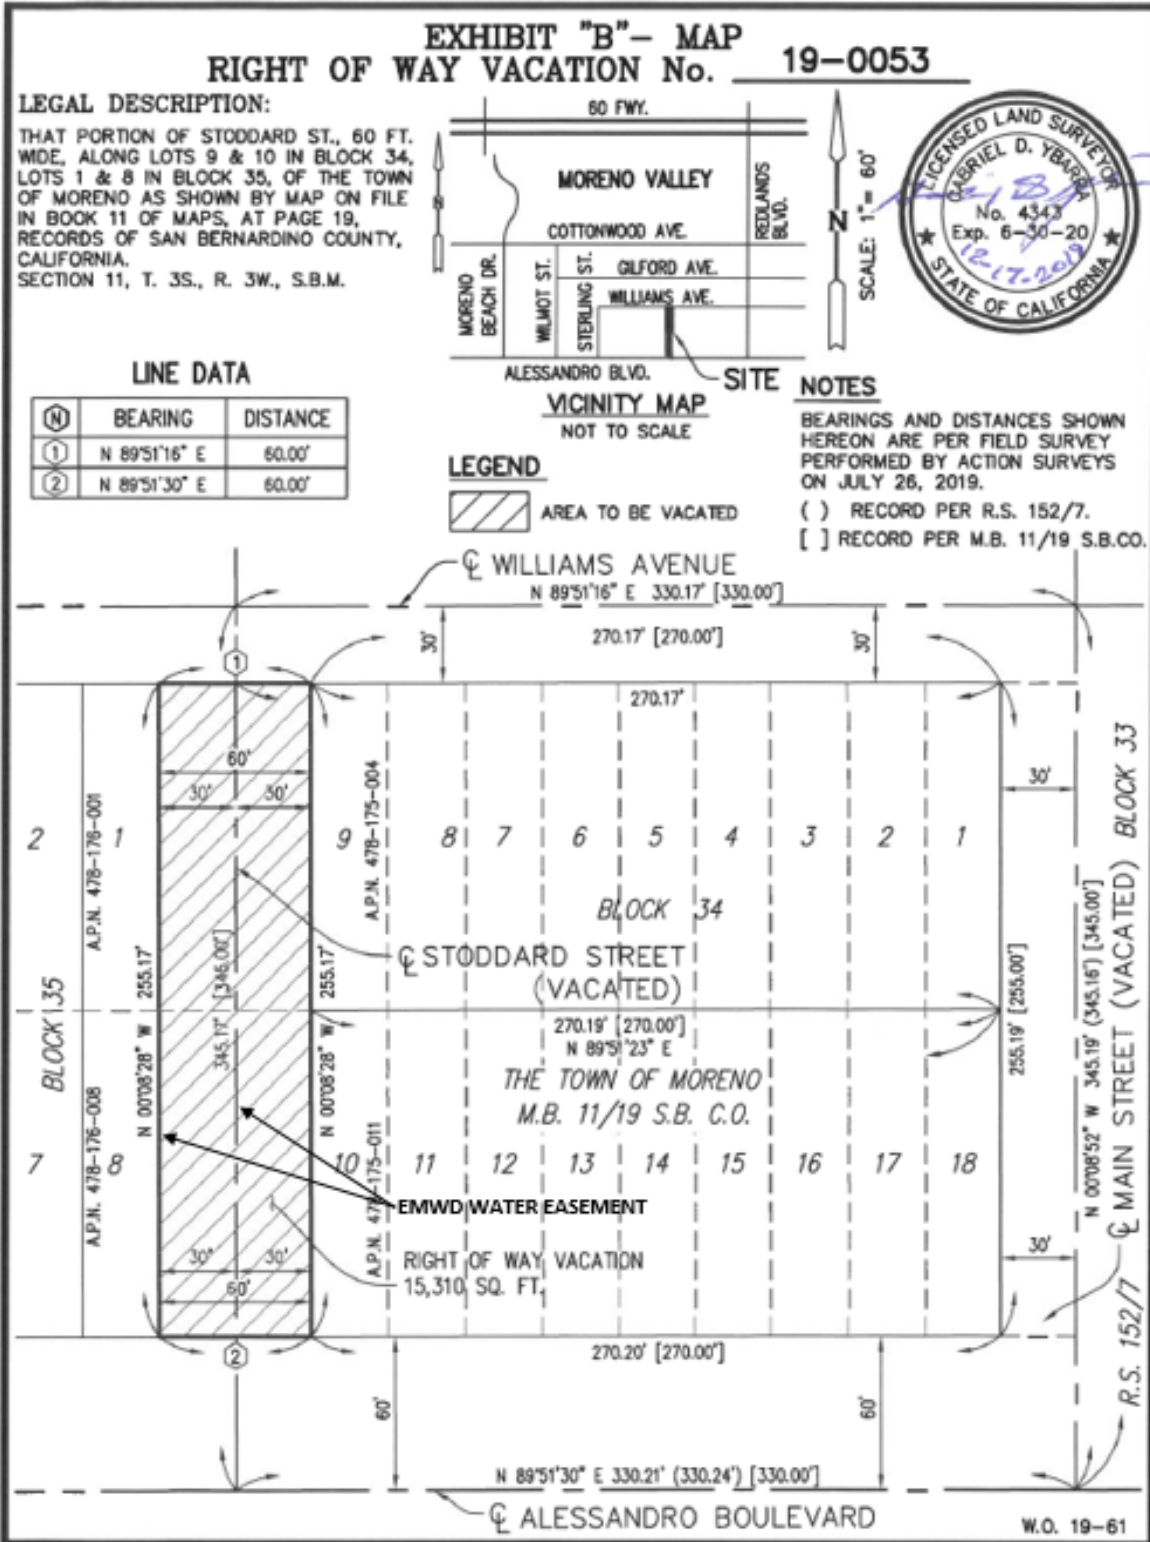 EXHIBIT "B"- MAP
RIGHT OF WAY VACATION No. 19-0053
LEGAL DESCRIPTION:
THAT PORTION OF STODDARD ST., 60 FT.
WIDE, ALONG LOTS 9 & 10 IN BLOCK 34,
LOTS 1 & 8 IN BLOCK 35, OF THE TOWN
OF MORENO AS SHOWN BY MAP ON FILE
IN BOOK 11 OF MAPS, AT PAGE 19,
RECORDS OF SAN BERNARDINO COUNTY,
CALIFORNIA.
SECTION 11, T. 3S., R. 3W., S.B.M.
60 FWY.
MORENO VALLEY
REDLANDS
BLVD.
COTTONWOOD AVE.
MORENO
BEACH DR.
WILMOT ST.
STERLING ST.
GILFORD AVE.
WILLIAMS AVE.
ALESSANDRO BLVD.
SITE
VICINITY MAP
NOT TO SCALE
N
N
SCALE: 1"= 60'
LICENSED LAND SURVEYOR
GABRIEL D. YBARRA
No. 4343
Exp. 6-30-20
12-17-2019
STATE OF CALIFORNIA
LINE DATA
N BEARING DISTANCE
1 N 89°51'16" E 60.00'
2 N 89°51'30" E 60.00'
LEGEND
AREA TO BE VACATED
NOTES
BEARINGS AND DISTANCES SHOWN
HEREON ARE PER FIELD SURVEY
PERFORMED BY ACTION SURVEYS
ON JULY 26, 2019.
( ) RECORD PER R.S. 152/7.
[ ] RECORD PER M.B. 11/19 S.B.CO.
℄ WILLIAMS AVENUE
N 89°51'16" E 330.17' [330.00']
30'
270.17' [270.00']
30'
1
270.17'
60'
30' 30'
30'
2
A.P.N. 478-176-001
1
9
A.P.N. 478-175-004
8 7 6 5 4 3 2 1
BLOCK 33
BLOCK 34
℄ STODDARD STREET
(VACATED)
255.17'
345.17' [346.00']
255.17'
255.19' [255.00']
N 00°08'52" W 345.19' (345.16') [345.00']
℄ MAIN STREET (VACATED)
BLOCK 35
270.19' [270.00']
N 89°51'23" E
N 00°08'28" W
N 00°08'28" W
THE TOWN OF MORENO
M.B. 11/19 S.B. C.O.
7
A.P.N. 478-176-008
8
10
A.P.N. 478-175-011
11 12 13 14 15 16 17 18
EMWD WATER EASEMENT
RIGHT OF WAY VACATION
15,310 SQ. FT.
30' 30'
60'
30'
2
270.20' [270.00']
60'
60'
R.S. 152/7
N 89°51'30" E 330.21' (330.24') [330.00']
℄ ALESSANDRO BOULEVARD
W.O. 19-61